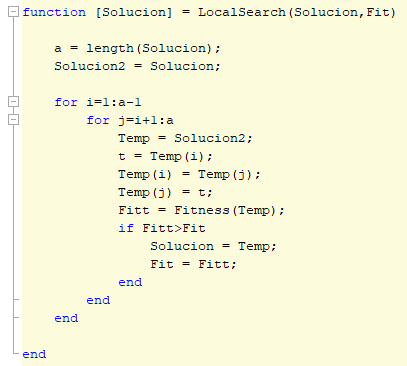 function [Solucion] = LocalSearch(Solucion,Fit)
a = length(Solucion);
Solucion2 = Solucion;
for i=1:a-1
for j=i+1:a
Temp = Solucion2;
t = Temp(i);
Temp(i) = Temp(j);
Temp(j) = t;
Fitt = Fitness(Temp);
if Fitt>Fit
Solucion = Temp;
Fit = Fitt;
end
end
end
end